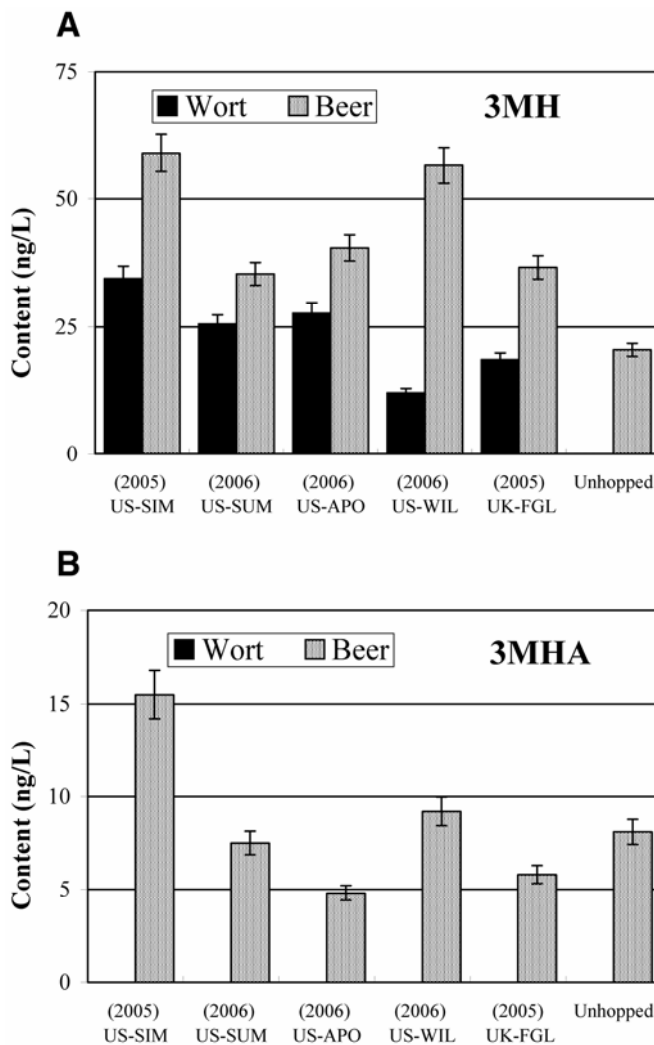 A
75
Wort Beer 3MH
50
25
0
Content (ng/L)
(2005) (2006) (2006) (2006) (2005) Unhopped
US-SIM US-SUM US-APO US-WIL UK-FGL
B
20
Wort Beer 3MHA
15
10
5
0
Content (ng/L)
(2005) (2006) (2006) (2006) (2005) Unhopped
US-SIM US-SUM US-APO US-WIL UK-FGL